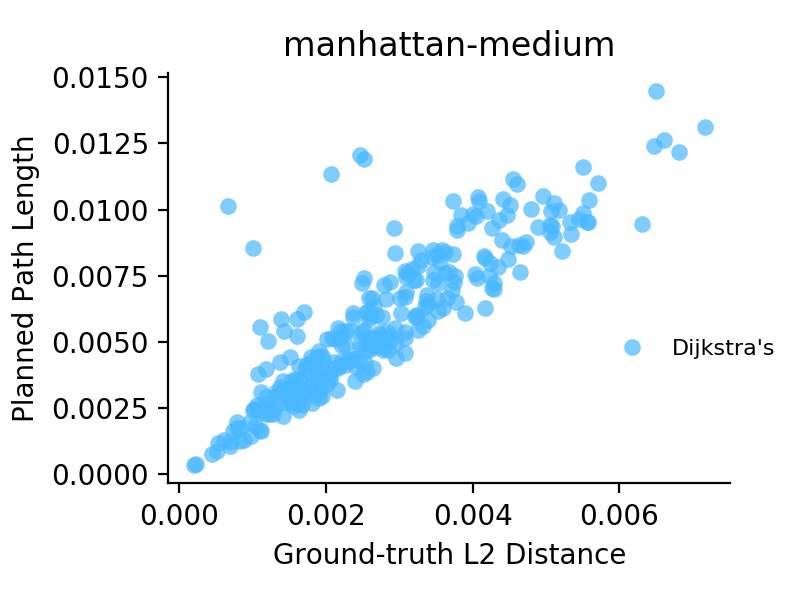 manhattan-medium
0.0150
0.0125
0.0100
0.0075
0.0050
0.0025
0.0000
Planned Path Length
Dijkstra's
0.000 0.002 0.004 0.006
Ground-truth L2 Distance